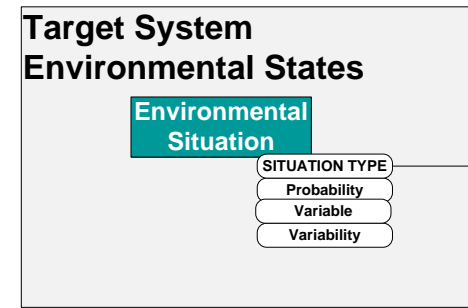 Target System
Environmental States
Environmental
Situation
SITUATION TYPE
Probability
Variable
Variability